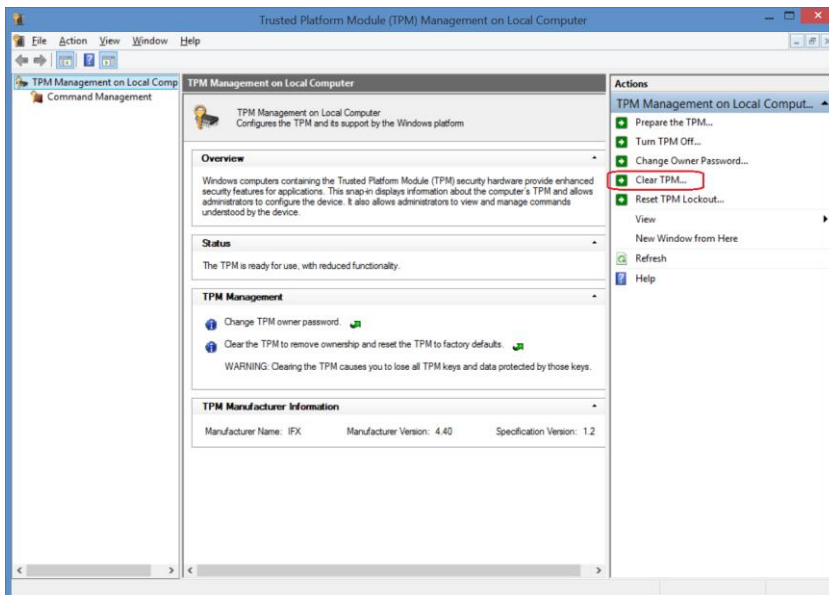 Trusted Platform Module (TPM) Management on Local Computer
File Action View Window Help
TPM Management on Local Comp
Command Management
TPM Management on Local Computer
TPM Management on Local Computer
Configures the TPM and its support by the Windows platform
Overview
Windows computers containing the Trusted Platform Module (TPM) security hardware provide enhanced
security features for applications. This snap-in displays information about the computer's TPM and allows
administrators to configure the device. It also allows administrators to view and manage commands
understood by the device.
Status
The TPM is ready for use, with reduced functionality.
TPM Management
Change TPM owner password.
Clear the TPM to remove ownership and reset the TPM to factory defaults.
WARNING: Clearing the TPM causes you to lose all TPM keys and data protected by those keys.
TPM Manufacturer Information
Manufacturer Name: IFX Manufacturer Version: 4.40 Specification Version: 1.2
Actions
TPM Management on Local Comput...
Prepare the TPM...
Turn TPM Off...
Change Owner Password...
Clear TPM...
Reset TPM Lockout...
View
New Window from Here
Refresh
Help